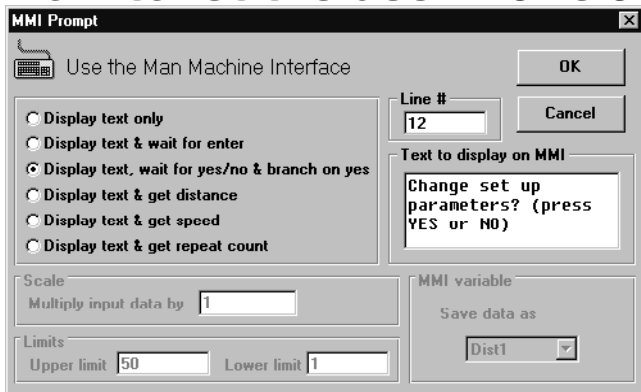 MMI Prompt
Use the Man Machine Interface
OK
Cancel
Display text only
Display text & wait for enter
Display text, wait for yes/no & branch on yes
Display text & get distance
Display text & get speed
Display text & get repeat count
Line #
12
Text to display on MMI
Change set up
parameters? (press
YES or NO)
Scale
Multiply input data by 1
Limits
Upper limit 50 Lower limit 1
MMI variable
Save data as
Dist1